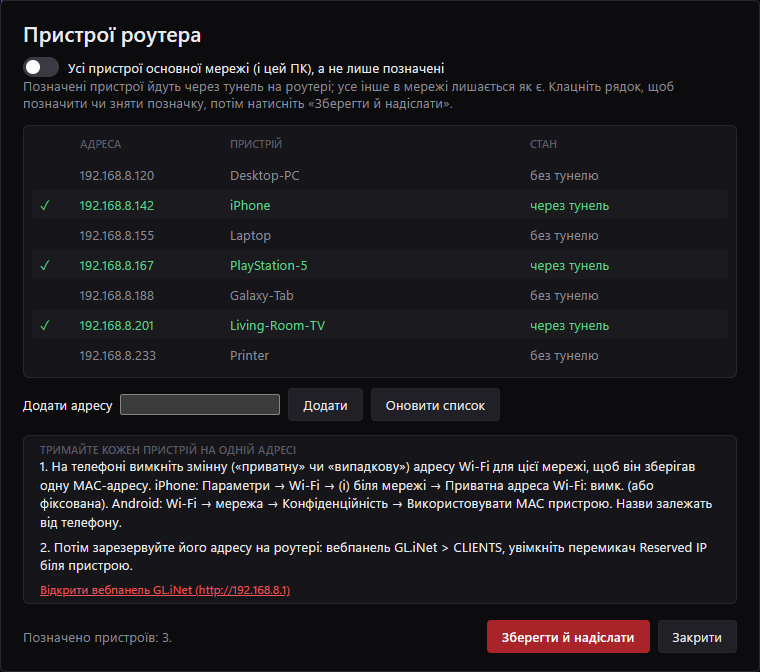 Пристрої роутера
Усі пристрої основної мережі (і цей ПК), а не лише позначені
Позначені пристрої йдуть через тунель на роутері; усе інше в мережі лишається як є. Клацніть рядок, щоб
позначити чи зняти позначку, потім натисніть «Зберегти й надіслати».
АДРЕСА ПРИСТРІЙ СТАН
192.168.8.120 Desktop-PC без тунелю
✓ 192.168.8.142 iPhone через тунель
192.168.8.155 Laptop без тунелю
✓ 192.168.8.167 PlayStation-5 через тунель
192.168.8.188 Galaxy-Tab без тунелю
✓ 192.168.8.201 Living-Room-TV через тунель
192.168.8.233 Printer без тунелю
Додати адресу Додати Оновити список
ТРИМАЙТЕ КОЖЕН ПРИСТРІЙ НА ОДНІЙ АДРЕСІ
1. На телефоні вимкніть змінну («приватну» чи «випадкову») адресу Wi-Fi для цієї мережі, щоб він зберігав
одну MAC-адресу. iPhone: Параметри → Wi-Fi → (i) біля мережі → Приватна адреса Wi-Fi: вимк. (або
фіксована). Android: Wi-Fi → мережа → Конфіденційність → Використовувати MAC пристрою. Назви залежать
від телефону.
2. Потім зарезервуйте його адресу на роутері: вебпанель GL.iNet > CLIENTS, увімкніть перемикач Reserved IP
біля пристрою.
Відкрити вебпанель GL.iNet (http://192.168.8.1)
Позначено пристроїв: 3. Зберегти й надіслати Закрити